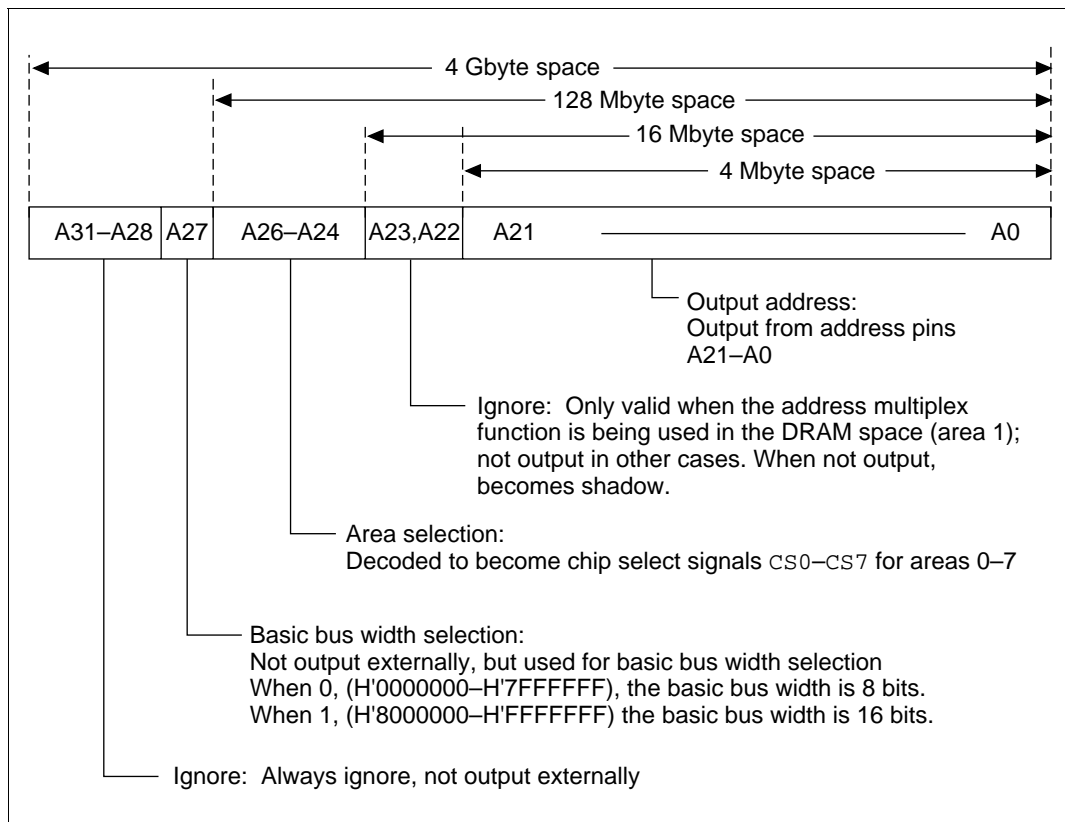 4 Gbyte space
128 Mbyte space
16 Mbyte space
4 Mbyte space
A31–A28 A27 A26–A24 A23,A22 A21 A0
Output address:
Output from address pins
A21–A0
Ignore: Only valid when the address multiplex
function is being used in the DRAM space (area 1);
not output in other cases. When not output,
becomes shadow.
Area selection:
Decoded to become chip select signals CS0–CS7 for areas 0–7
Basic bus width selection:
Not output externally, but used for basic bus width selection
When 0, (H'0000000–H'7FFFFFF), the basic bus width is 8 bits.
When 1, (H'8000000–H'FFFFFFF) the basic bus width is 16 bits.
Ignore: Always ignore, not output externally